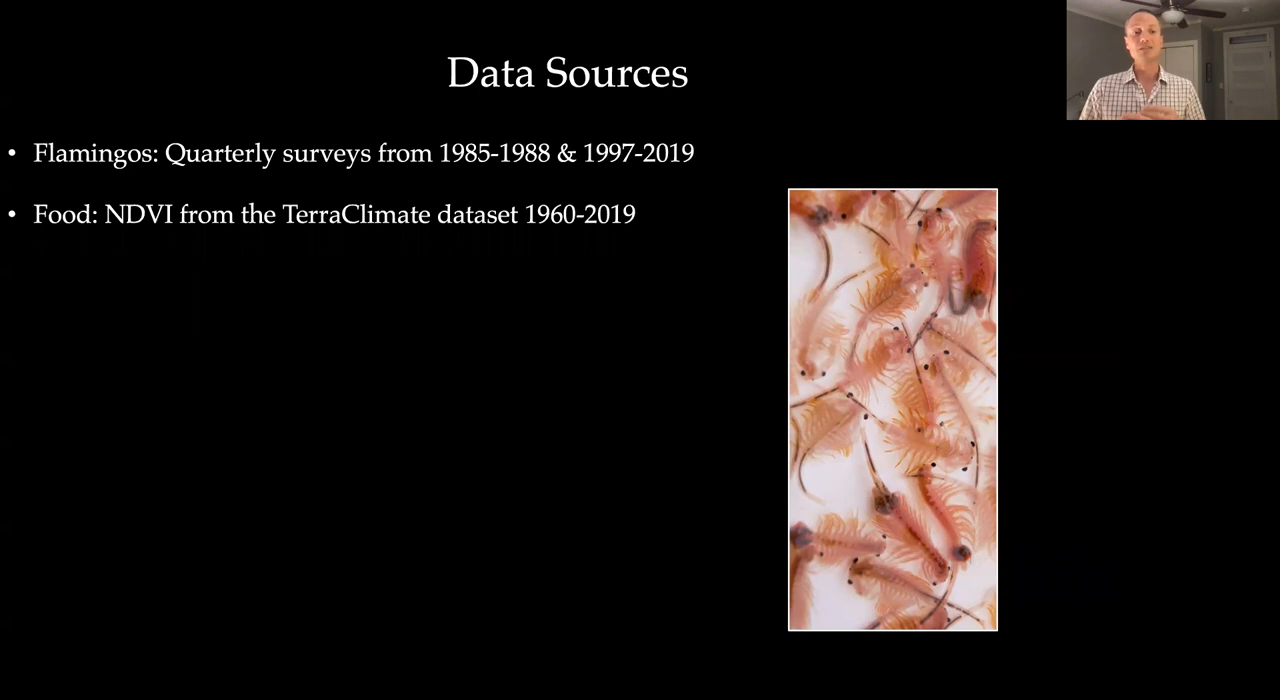 Data Sources
• Flamingos: Quarterly surveys from 1985-1988 & 1997-2019
• Food: NDVI from the TerraClimate dataset 1960-2019